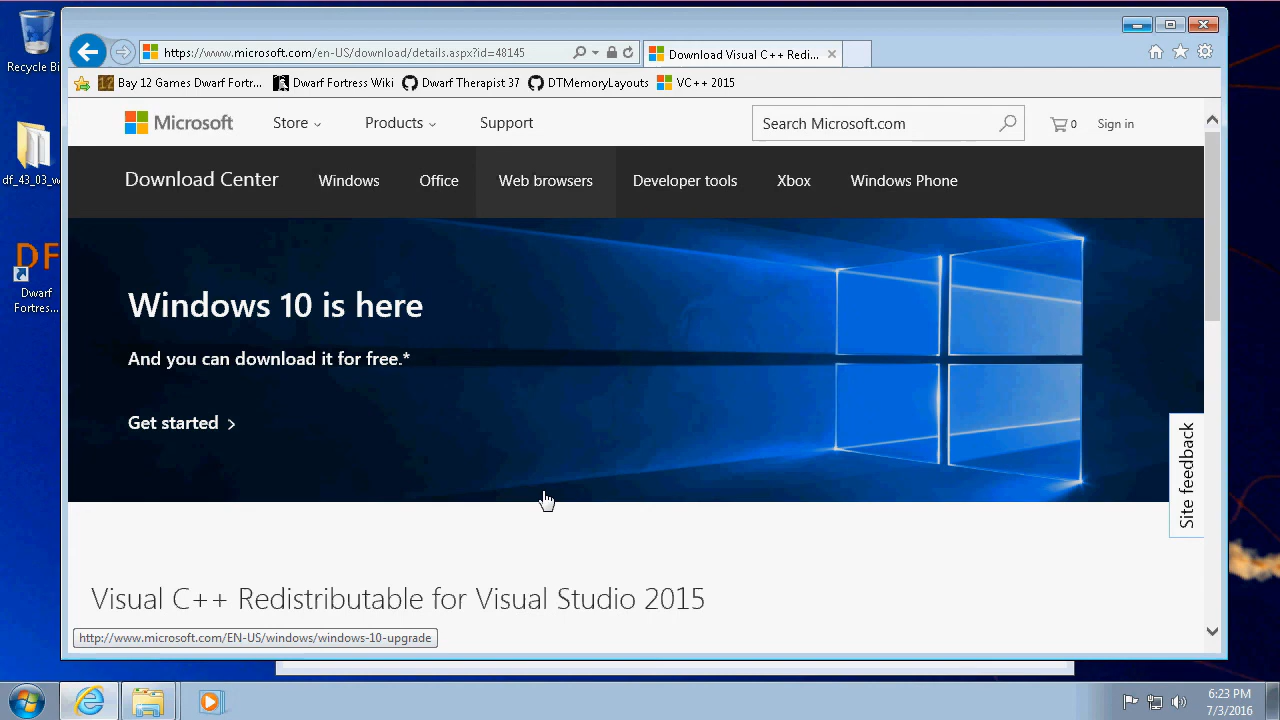 Recycle Bi
https://www.microsoft.com/en-US/download/details.aspx?id=48145
Download Visual C++ Redi...
Bay 12 Games Dwarf Fortr...
Dwarf Fortress Wiki
Dwarf Therapist 37
DTMemoryLayouts
VC++ 2015
Microsoft
Store
Products
Support
Search Microsoft.com
0
Sign in
df_43_03_w
Download Center
Windows
Office
Web browsers
Developer tools
Xbox
Windows Phone
DF
Dwarf
Fortress...
Windows 10 is here
And you can download it for free.*
Get started
Site feedback
Visual C++ Redistributable for Visual Studio 2015
http://www.microsoft.com/EN-US/windows/windows-10-upgrade
6:23 PM
7/3/2016